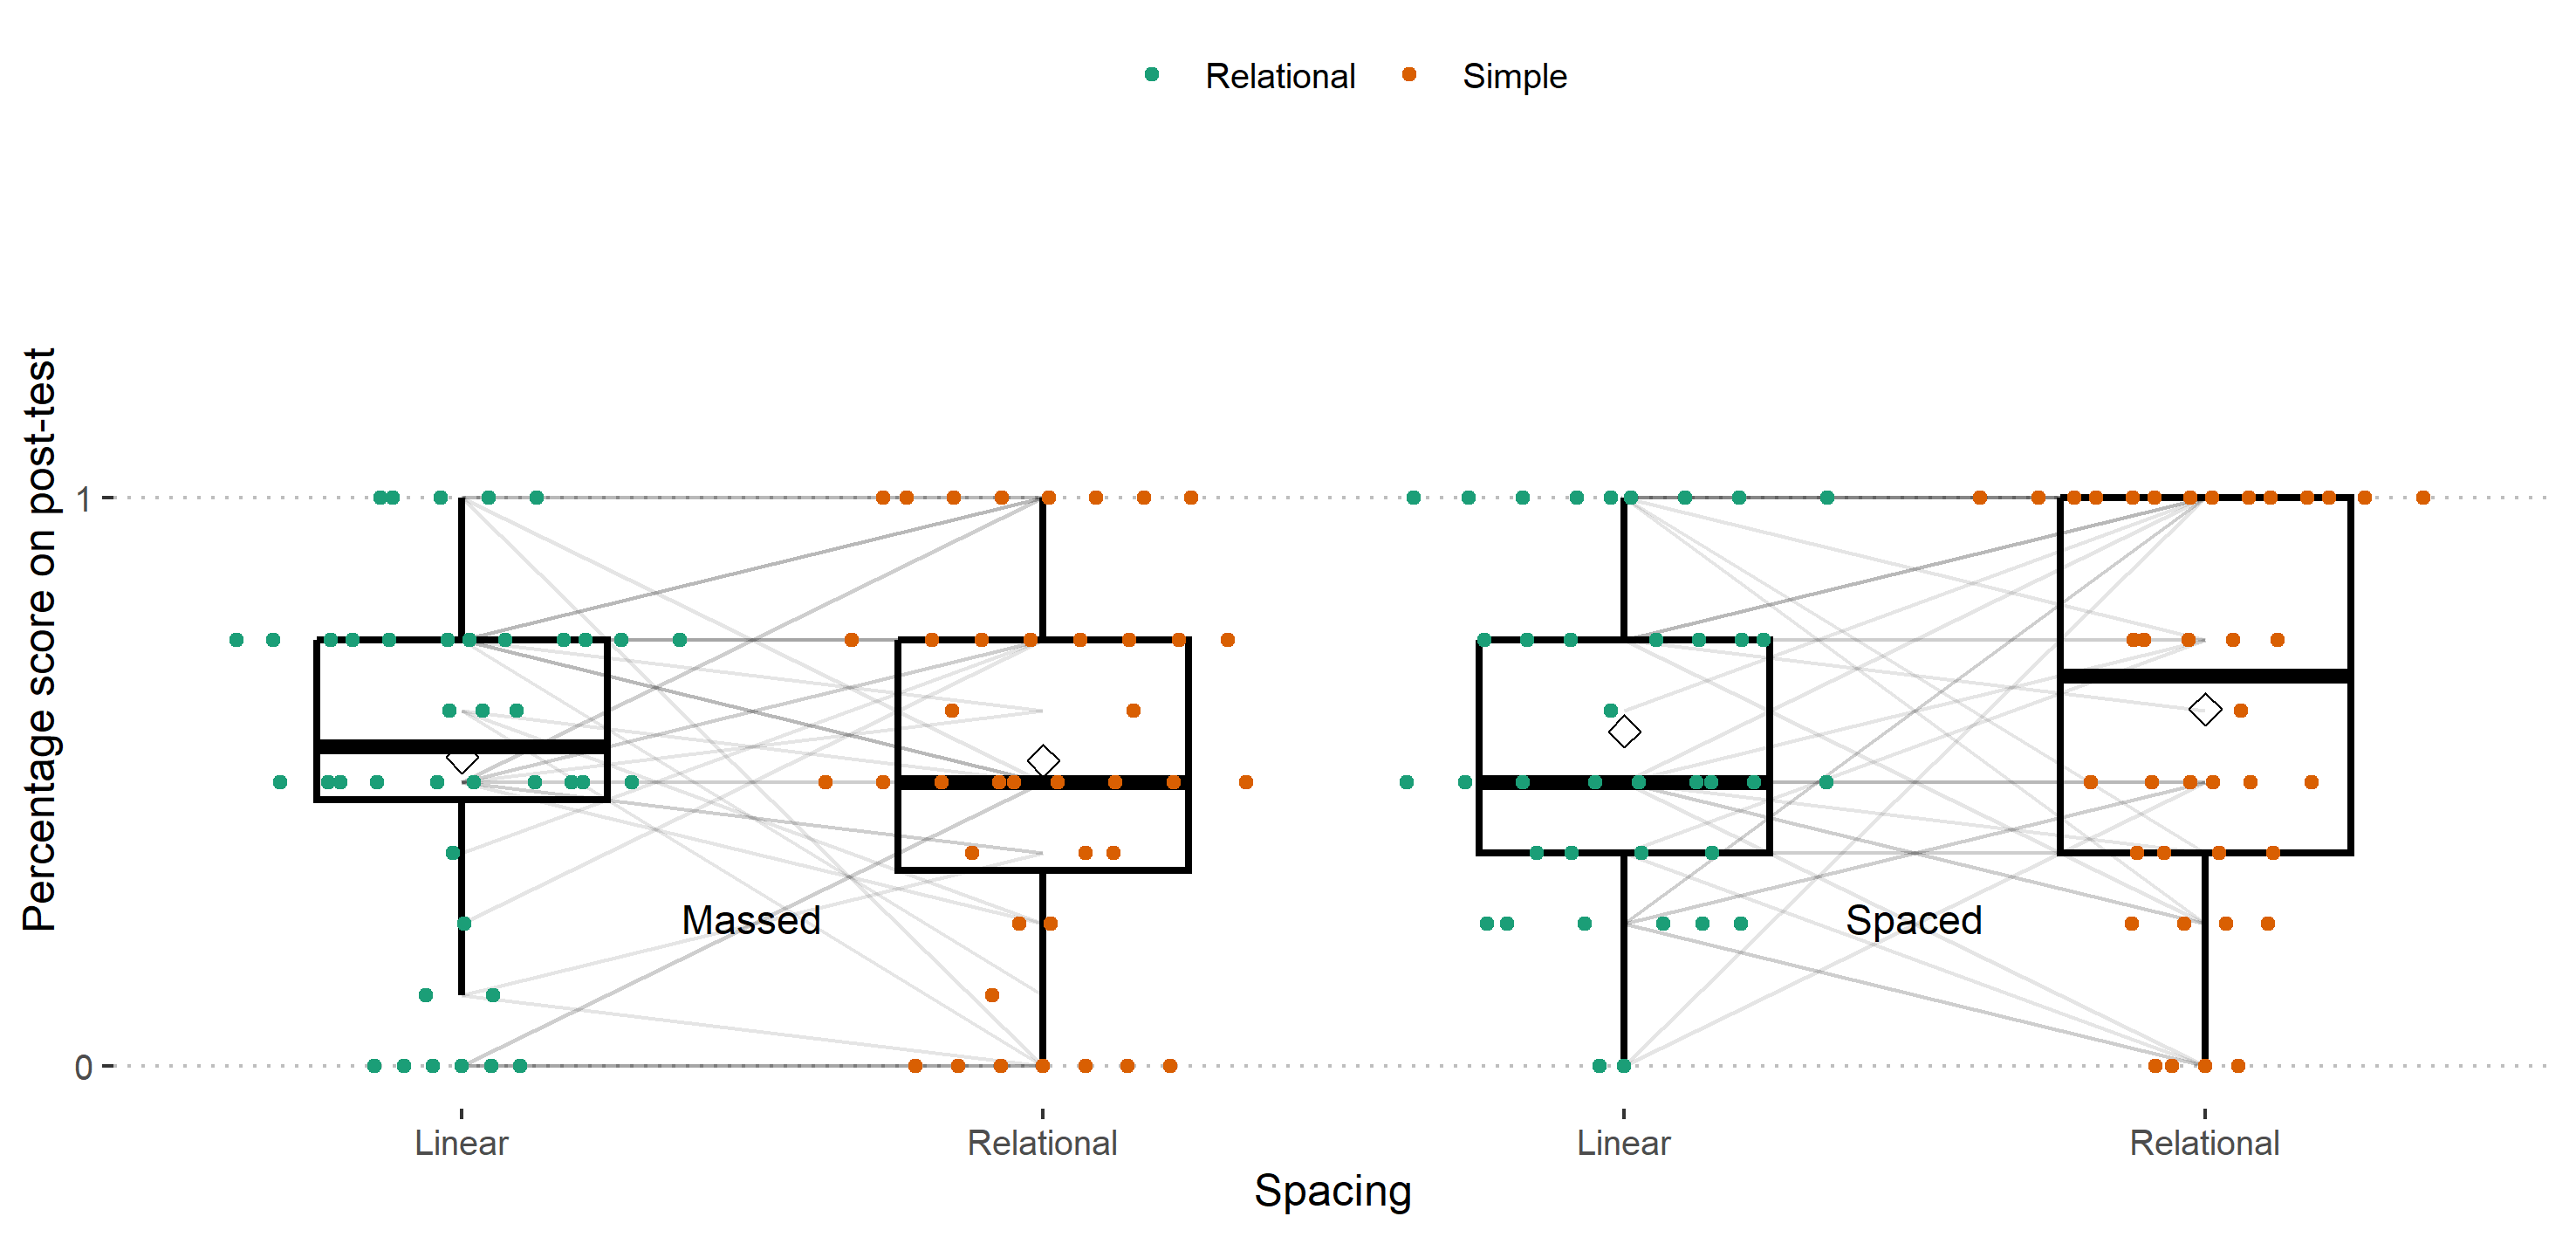 Relational Simple
Percentage score on post-test
1
Massed Spaced
0
Linear Relational Linear Relational
Spacing